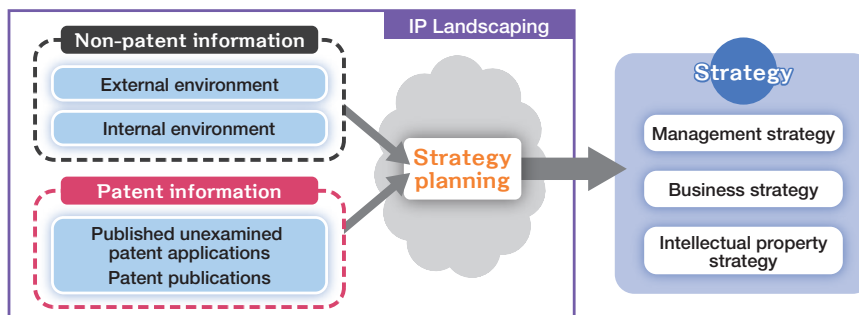 IP Landscaping
Non-patent information
External environment
Internal environment
Patent information
Published unexamined
patent applications
Patent publications
Strategy
planning
Strategy
Management strategy
Business strategy
Intellectual property
strategy